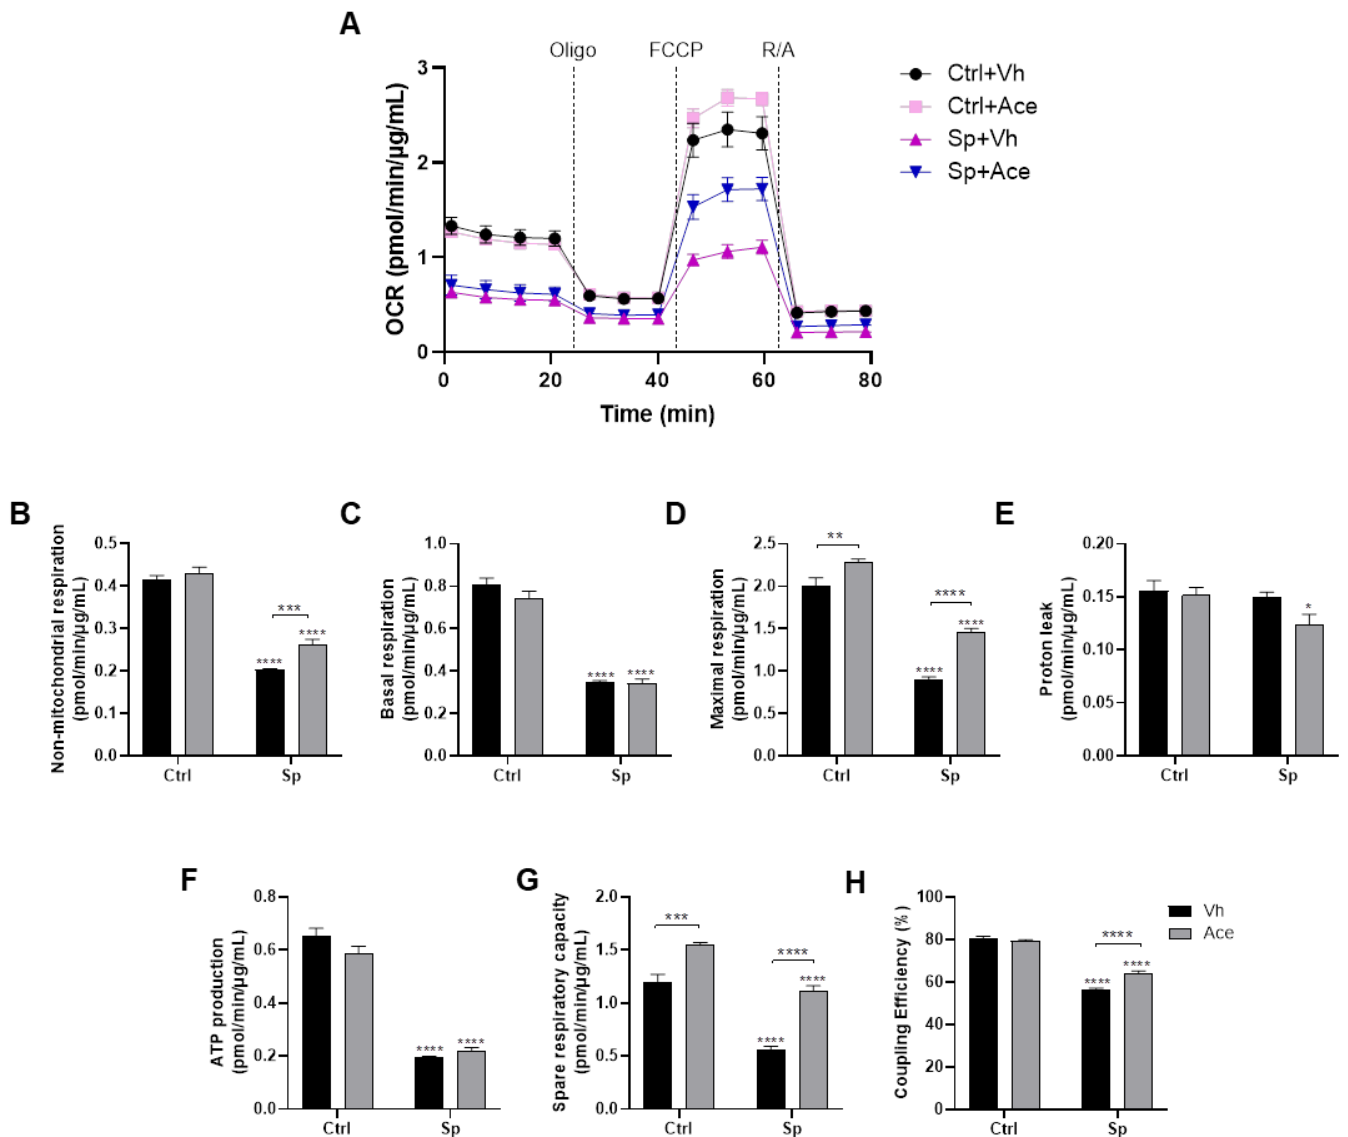 A
Oligo FCCP R/A
3
2
1
0
OCR (pmol/min/µg/mL)
0 20 40 60 80
Time (min)
Ctrl+Vh
Ctrl+Ace
Sp+Vh
Sp+Ace
B
Non-mitochondrial respiration
(pmol/min/µg/mL)
0.5
0.4
0.3
0.2
0.1
0.0
***
****
****
Ctrl Sp
C
Basal respiration
(pmol/min/µg/mL)
1.0
0.8
0.6
0.4
0.2
0.0
**** ****
Ctrl Sp
D
Maximal respiration
(pmol/min/µg/mL)
2.5
2.0
1.5
1.0
0.5
0.0
**
****
****
****
Ctrl Sp
E
Proton leak
(pmol/min/µg/mL)
0.20
0.15
0.10
0.05
0.00
*
Ctrl Sp
F
ATP production
(pmol/min/µg/mL)
0.8
0.6
0.4
0.2
0.0
**** ****
Ctrl Sp
G
Spare respiratory capacity
(pmol/min/µg/mL)
2.0
1.5
1.0
0.5
0.0
***
****
****
****
Ctrl Sp
H
Coupling Efficiency (%)
100
80
60
40
20
0
****
****
****
Ctrl Sp
Vh
Ace